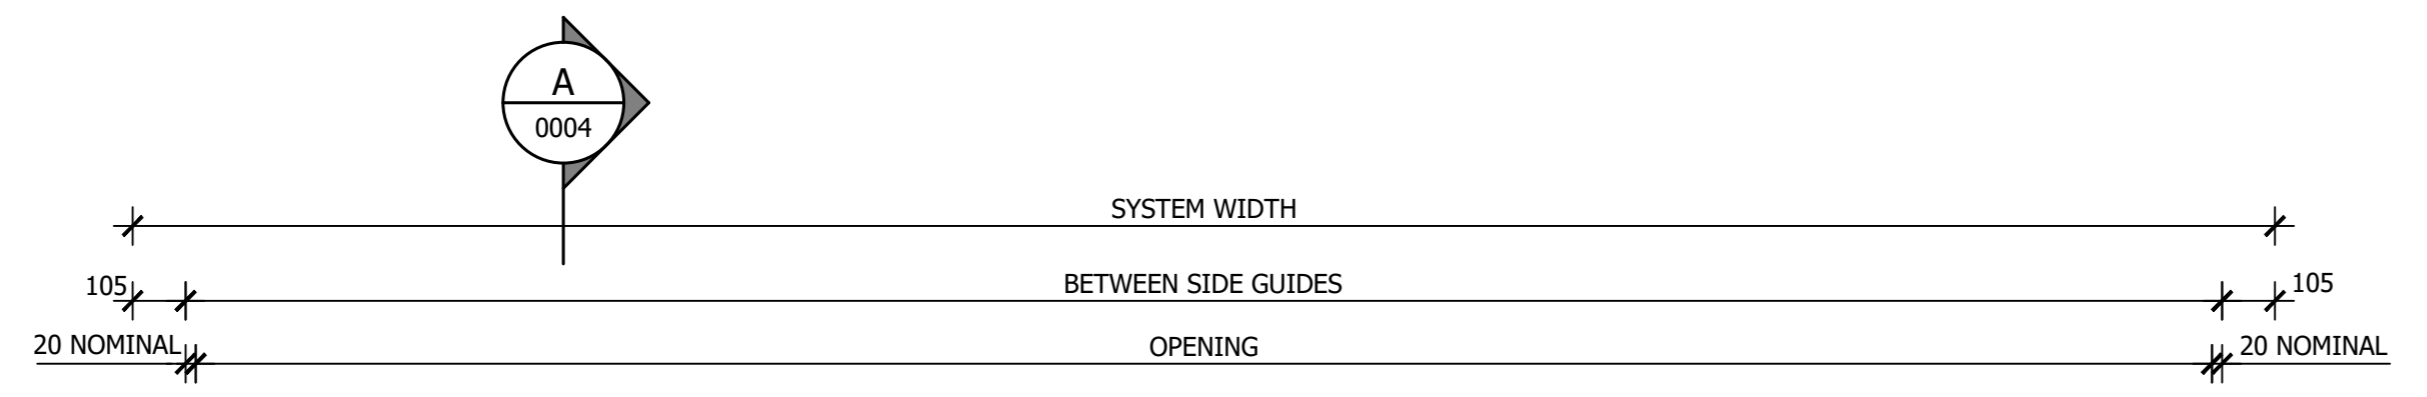 A
0004
SYSTEM WIDTH
105
BETWEEN SIDE GUIDES
105
20 NOMINAL
OPENING
20 NOMINAL